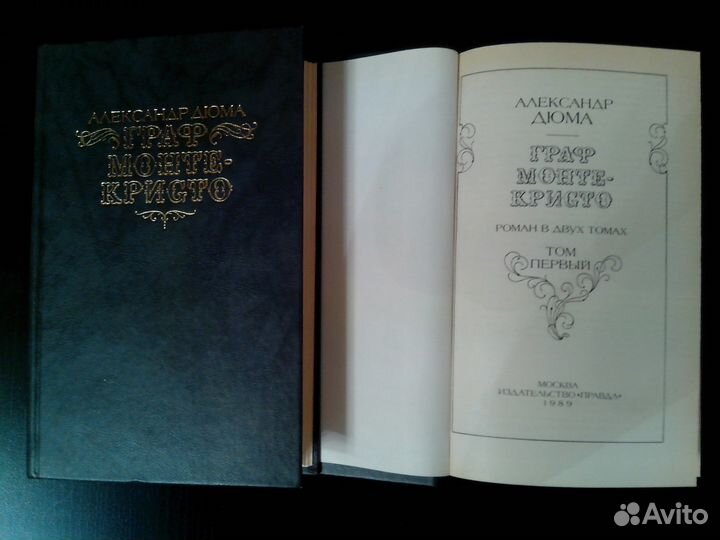 АЛЕКСАНДР ДЮМА
ГРАФ
МОНТЕ-
КРИСТО
АЛЕКСАНДР
ДЮМА
ГРАФ
МОНТЕ-
КРИСТО
РОМАН В ДВУХ ТОМАХ
ТОМ
ПЕРВЫЙ
МОСКВА
ИЗДАТЕЛЬСТВО «ПРАВДА»
1989
Avito